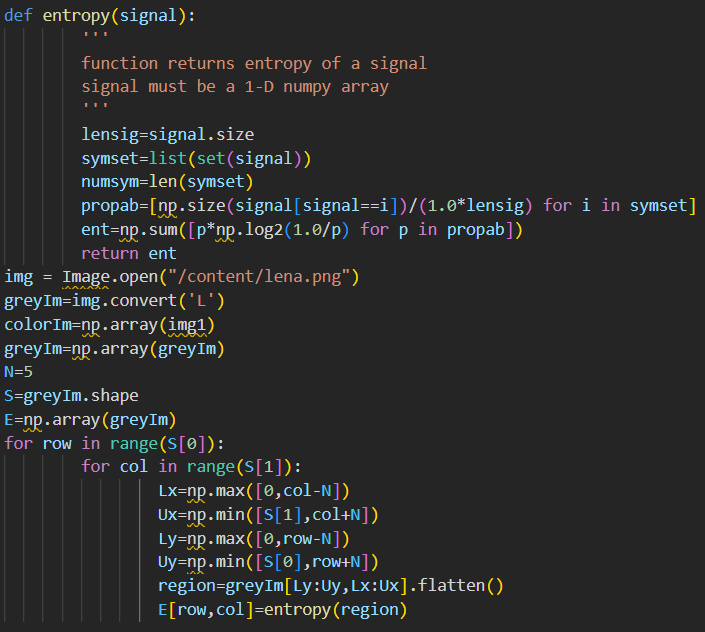 def entropy(signal):
        '''
        function returns entropy of a signal
        signal must be a 1-D numpy array
        '''
        lensig=signal.size
        symset=list(set(signal))
        numsym=len(symset)
        propab=[np.size(signal[signal==i])/(1.0*lensig) for i in symset]
        ent=np.sum([p*np.log2(1.0/p) for p in propab])
        return ent
img = Image.open("/content/lena.png")
greyIm=img.convert('L')
colorIm=np.array(img1)
greyIm=np.array(greyIm)
N=5
S=greyIm.shape
E=np.array(greyIm)
for row in range(S[0]):
        for col in range(S[1]):
                Lx=np.max([0,col-N])
                Ux=np.min([S[1],col+N])
                Ly=np.max([0,row-N])
                Uy=np.min([S[0],row+N])
                region=greyIm[Ly:Uy,Lx:Ux].flatten()
                E[row,col]=entropy(region)